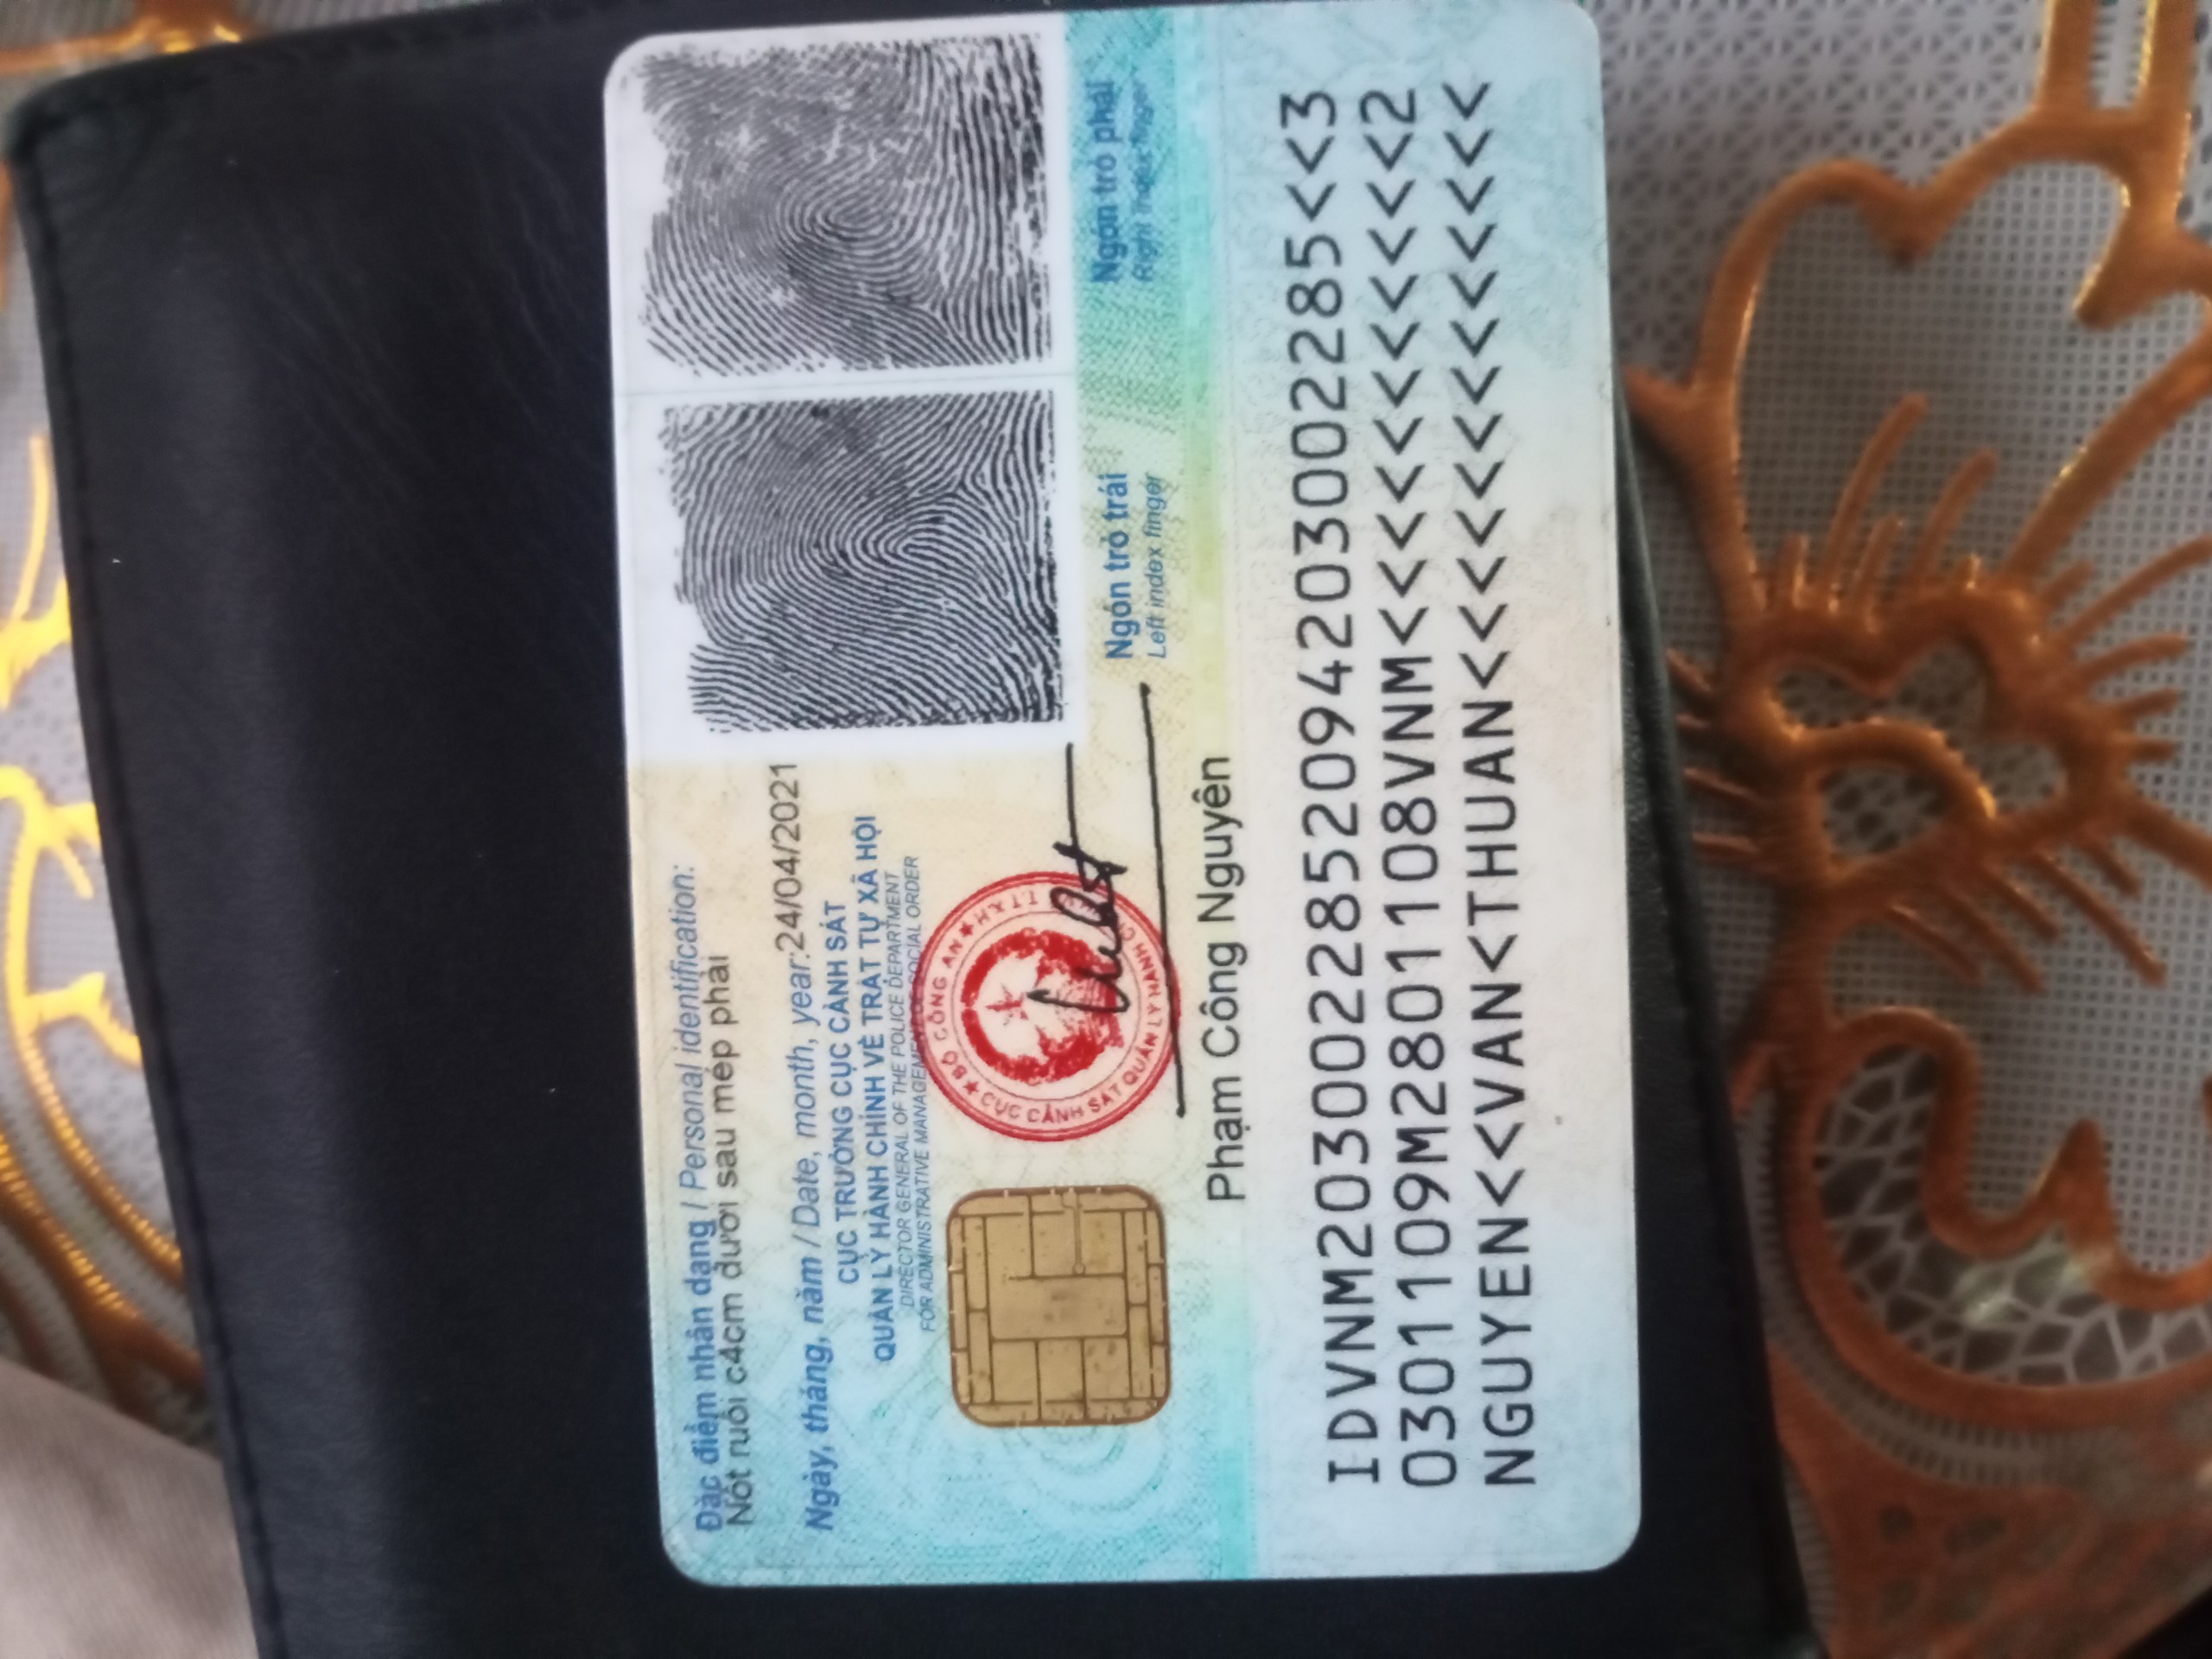 Đặc điểm nhân dạng / Personal identification:
Nốt ruồi c4cm dưới sau mép phải
Ngày, tháng, năm / Date, month, year:24/04/2021
CỤC TRƯỞNG CỤC CẢNH SÁT
QUẢN LÝ HÀNH CHÍNH VỀ TRẬT TỰ XÃ HỘI
DIRECTOR GENERAL OF THE POLICE DEPARTMENT
FOR ADMINISTRATIVE MANAGEMENT OF SOCIAL ORDER
BỘ CÔNG AN
CỤC CẢNH SÁT QUẢN LÝ HÀNH
Phạm Công Nguyên
Ngón trỏ trái
Left index finger
Ngón trỏ phải
Right index finger
IDVNM2030022852094203002285<<3
0301109M2801108VNM<<<<<<<<<<<2
NGUYEN<<VAN<THUAN<<<<<<<<<<<<<